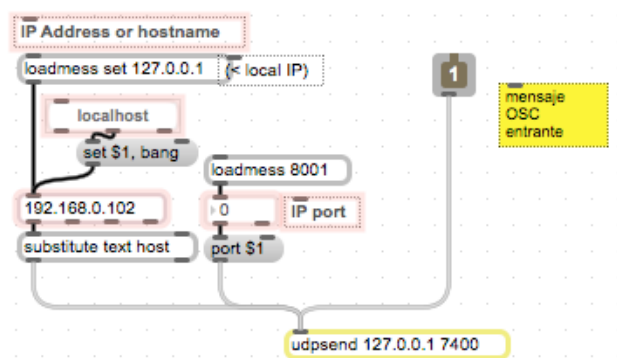 IP Address or hostname
loadmess set 127.0.0.1
(< local IP)
1
mensaje
OSC
entrante
localhost
set $1, bang
loadmess 8001
192.168.0.102
0
IP port
substitute text host
port $1
udpsend 127.0.0.1 7400